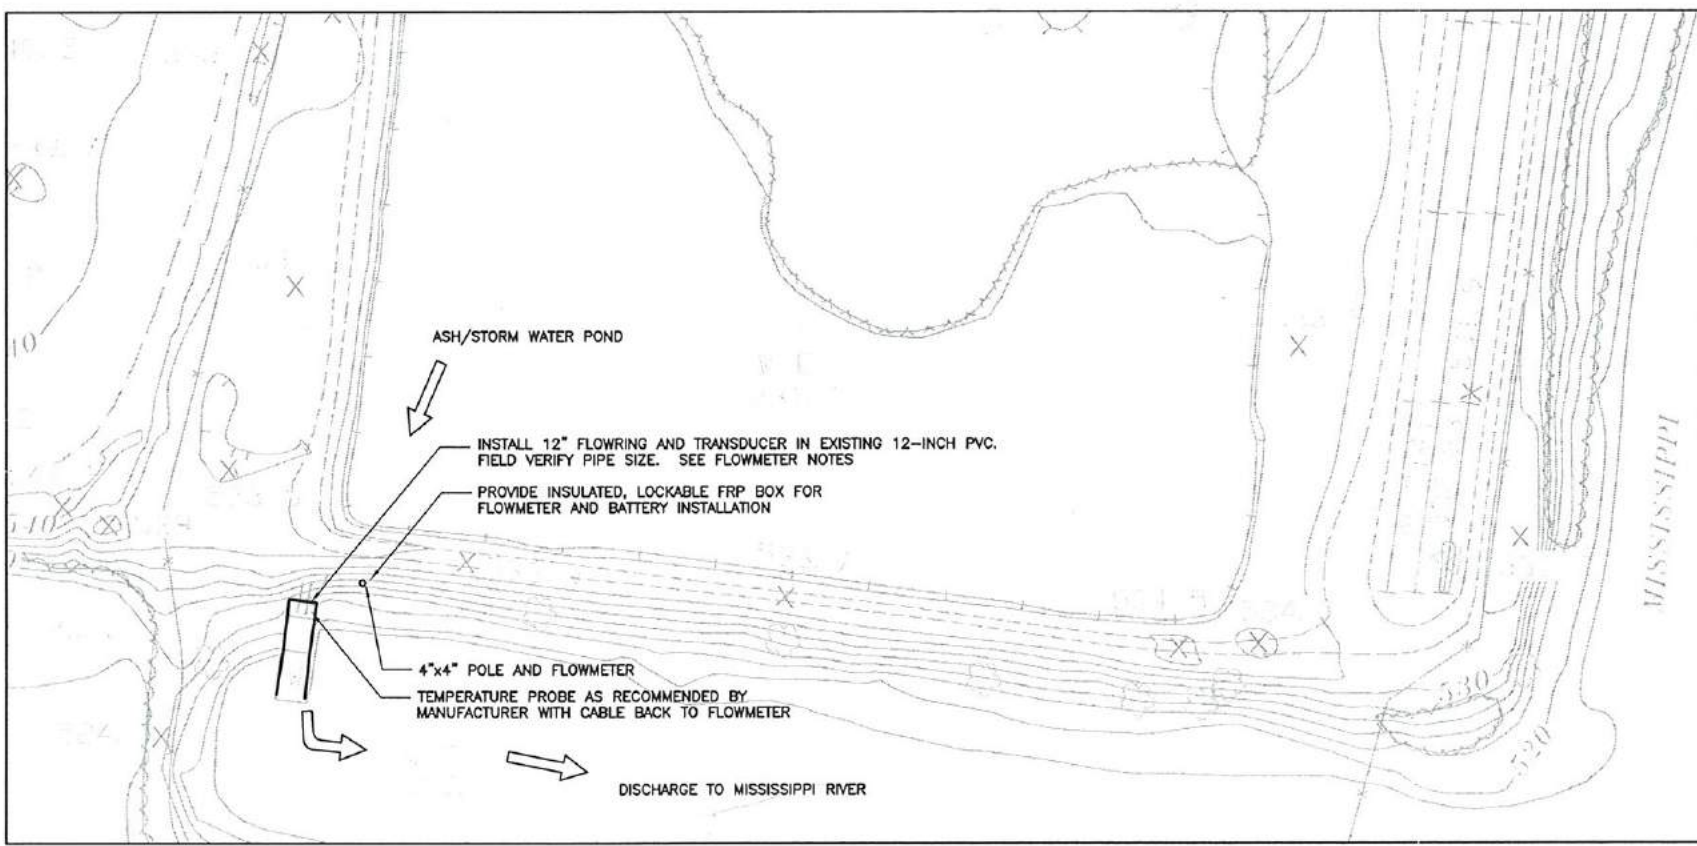 ASH/STORM WATER POND
INSTALL 12" FLOWRING AND TRANSDUCER IN EXISTING 12-INCH PVC.
FIELD VERIFY PIPE SIZE. SEE FLOWMETER NOTES
PROVIDE INSULATED, LOCKABLE FRP BOX FOR
FLOWMETER AND BATTERY INSTALLATION
4"x4" POLE AND FLOWMETER
TEMPERATURE PROBE AS RECOMMENDED BY
MANUFACTURER WITH CABLE BACK TO FLOWMETER
DISCHARGE TO MISSISSIPPI RIVER
MISSISSIPPI
540
530
520